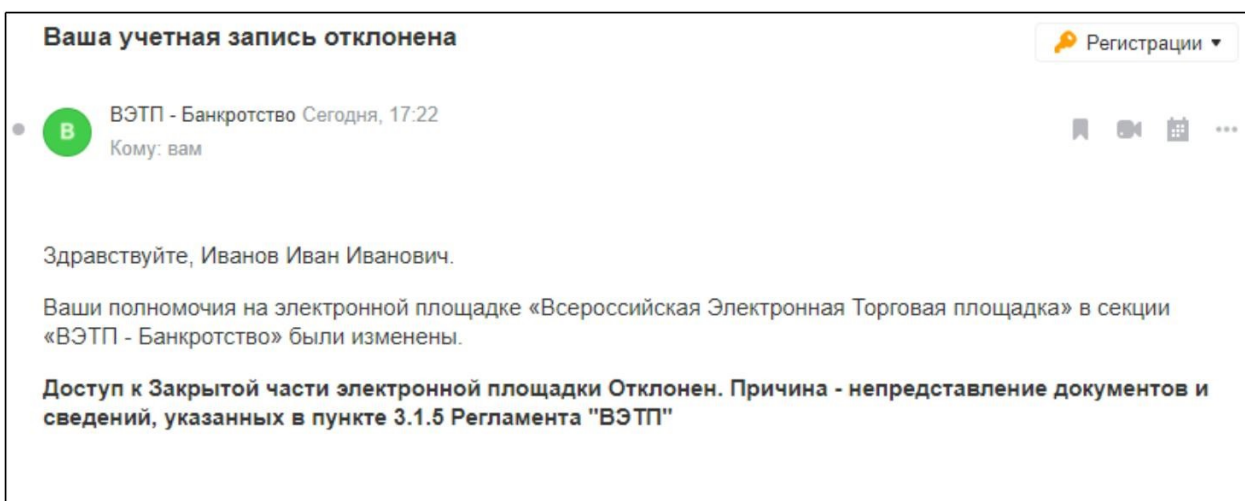 Ваша учетная запись отклонена
Регистрации
В
ВЭТП - Банкротство Сегодня, 17:22
Кому: вам
Здравствуйте, Иванов Иван Иванович.
Ваши полномочия на электронной площадке «Всероссийская Электронная Торговая площадка» в секции
«ВЭТП - Банкротство» были изменены.
Доступ к Закрытой части электронной площадки Отклонен. Причина - непредставление документов и
сведений, указанных в пункте 3.1.5 Регламента "ВЭТП"